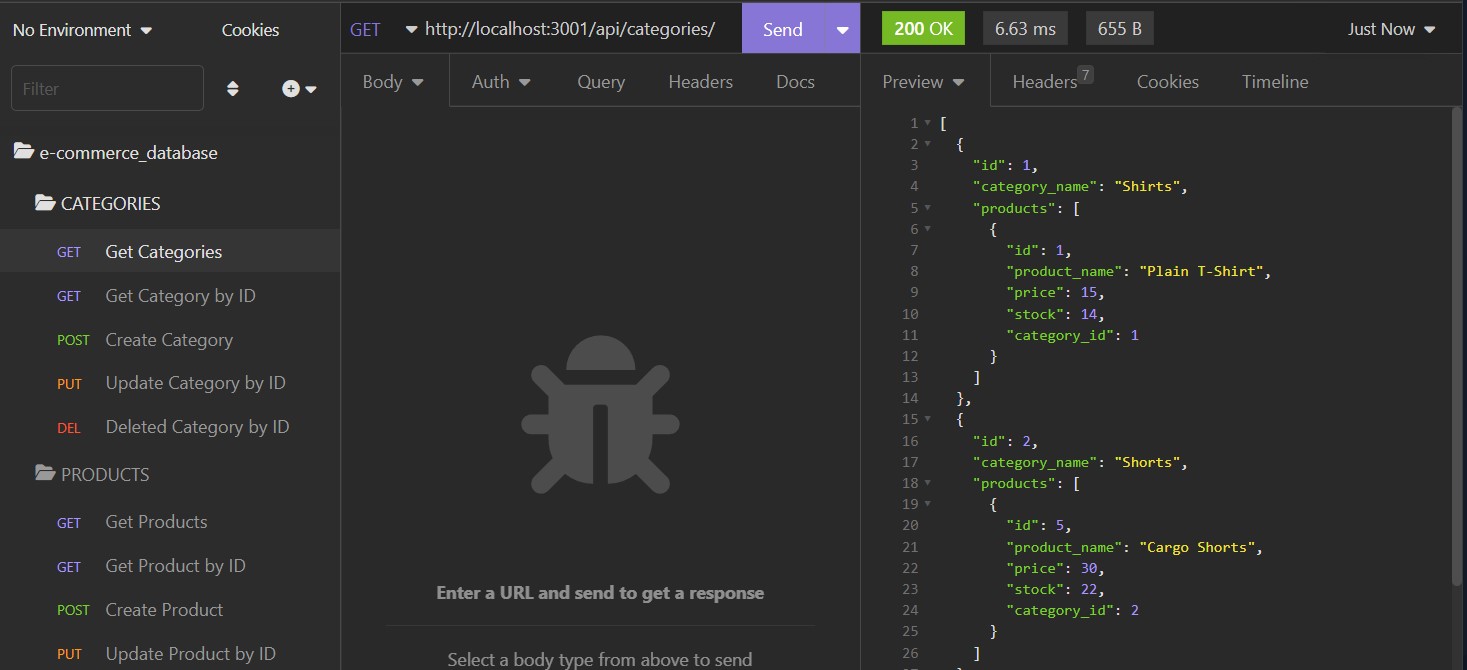 No Environment
Cookies
Filter
e-commerce_database
CATEGORIES
GET Get Categories
GET Get Category by ID
POST Create Category
PUT Update Category by ID
DEL Deleted Category by ID
PRODUCTS
GET Get Products
GET Get Product by ID
POST Create Product
PUT Update Product by ID
GET http://localhost:3001/api/categories/ Send
Body Auth Query Headers Docs
Enter a URL and send to get a response
Select a body type from above to send
200 OK 6.63 ms 655 B Just Now
Preview Headers 7 Cookies Timeline
1 [
2 {
3 "id": 1,
4 "category_name": "Shirts",
5 "products": [
6 {
7 "id": 1,
8 "product_name": "Plain T-Shirt",
9 "price": 15,
10 "stock": 14,
11 "category_id": 1
12 }
13 ]
14 },
15 {
16 "id": 2,
17 "category_name": "Shorts",
18 "products": [
19 {
20 "id": 5,
21 "product_name": "Cargo Shorts",
22 "price": 30,
23 "stock": 22,
24 "category_id": 2
25 }
26 ]